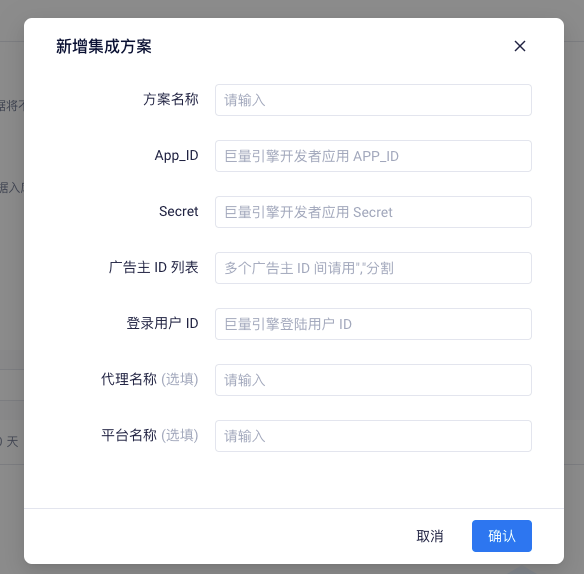 新增集成方案
据将不
方案名称 请输入
App_ID 巨量引擎开发者应用 APP_ID
据入库
Secret 巨量引擎开发者应用 Secret
广告主 ID 列表 多个广告主 ID 间请用","分割
登录用户 ID 巨量引擎登陆用户 ID
代理名称 (选填) 请输入
平台名称 (选填) 请输入
0 天
取消 确认